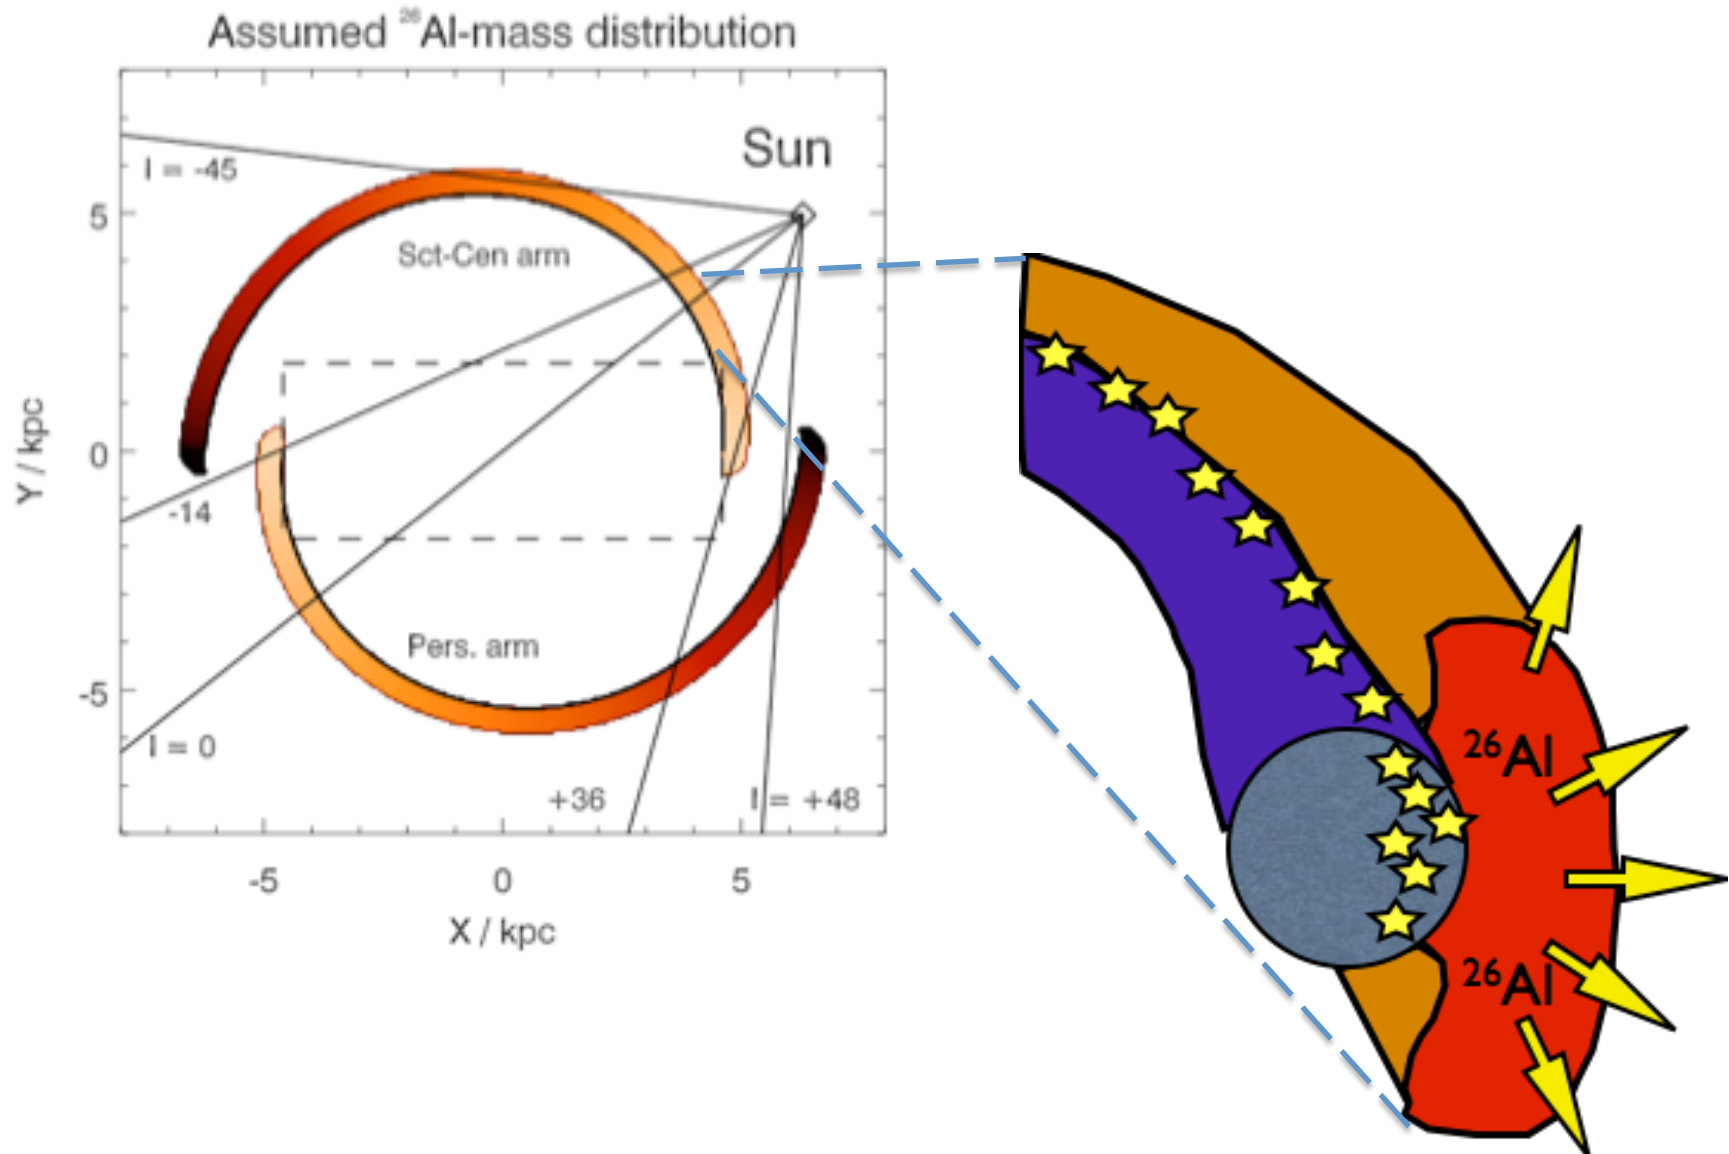 Assumed ²⁶Al-mass distribution
Sun
l = -45
Sct-Cen arm
-14
Pers. arm
l = 0
+36
l = +48
5
0
-5
Y / kpc
-5
0
5
X / kpc
²⁶Al
²⁶Al